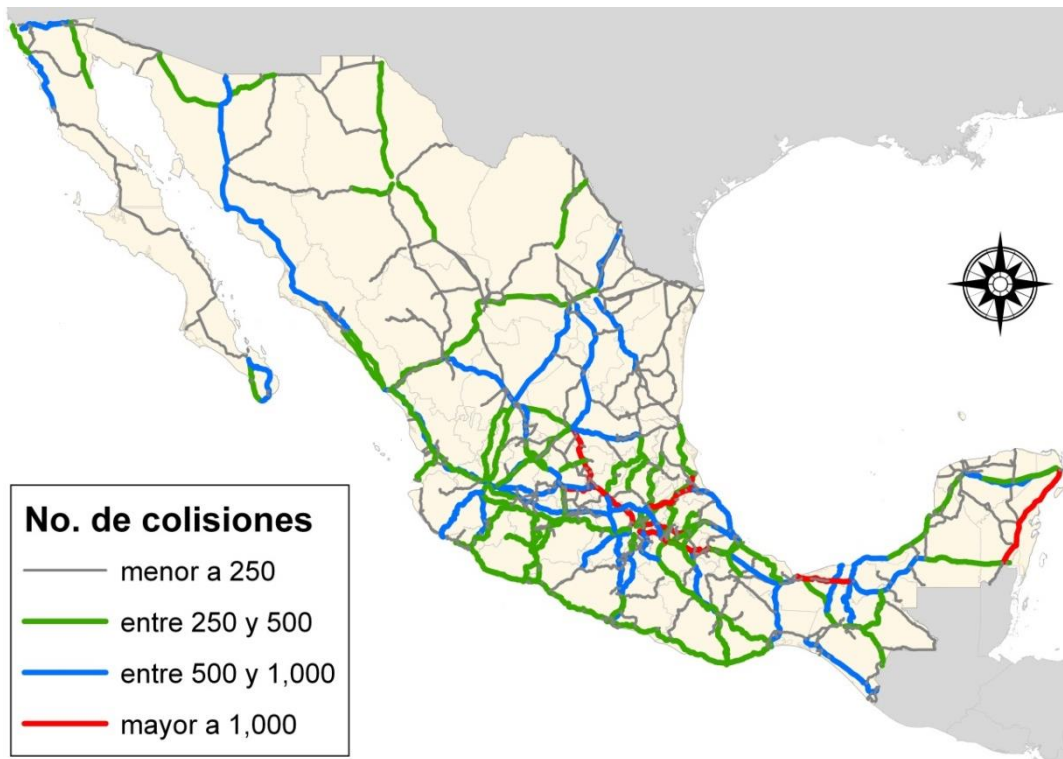 No. de colisiones
menor a 250
entre 250 y 500
entre 500 y 1,000
mayor a 1,000